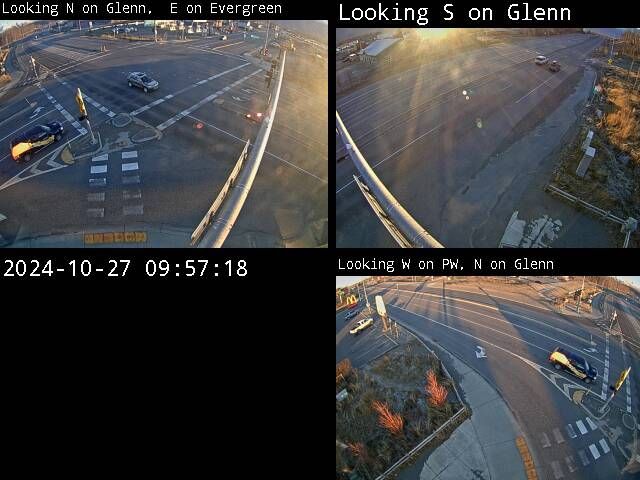 Looking N on Glenn,  E on Evergreen
Looking S on Glenn
2024-10-27 09:57:18
Looking W on PW, N on Glenn